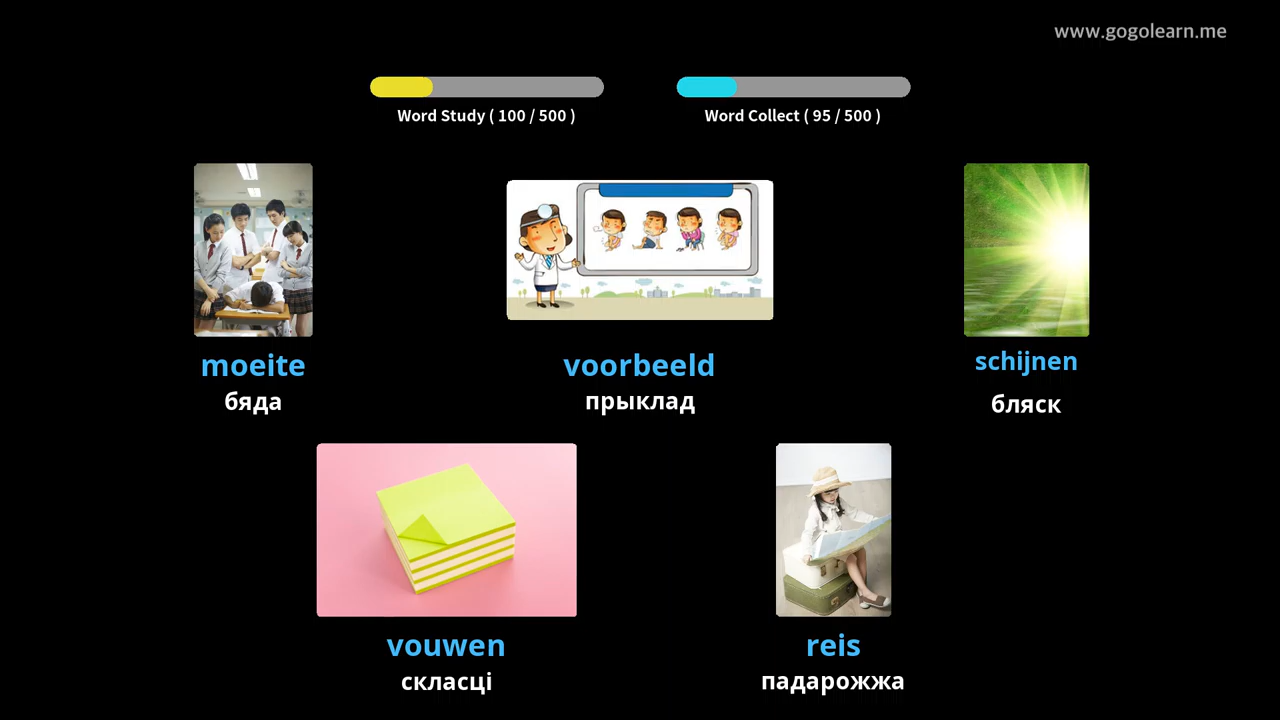 www.gogolearn.me
Word Study ( 100 / 500 )
Word Collect ( 95 / 500 )
moeite
бяда
voorbeeld
прыклад
schijnen
бляск
vouwen
скласці
reis
падарожжа